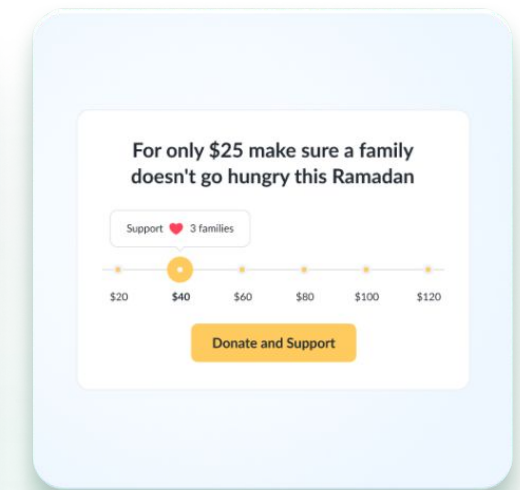 For only $25 make sure a family
doesn't go hungry this Ramadan
Support 3 families
$20 $40 $60 $80 $100 $120
Donate and Support